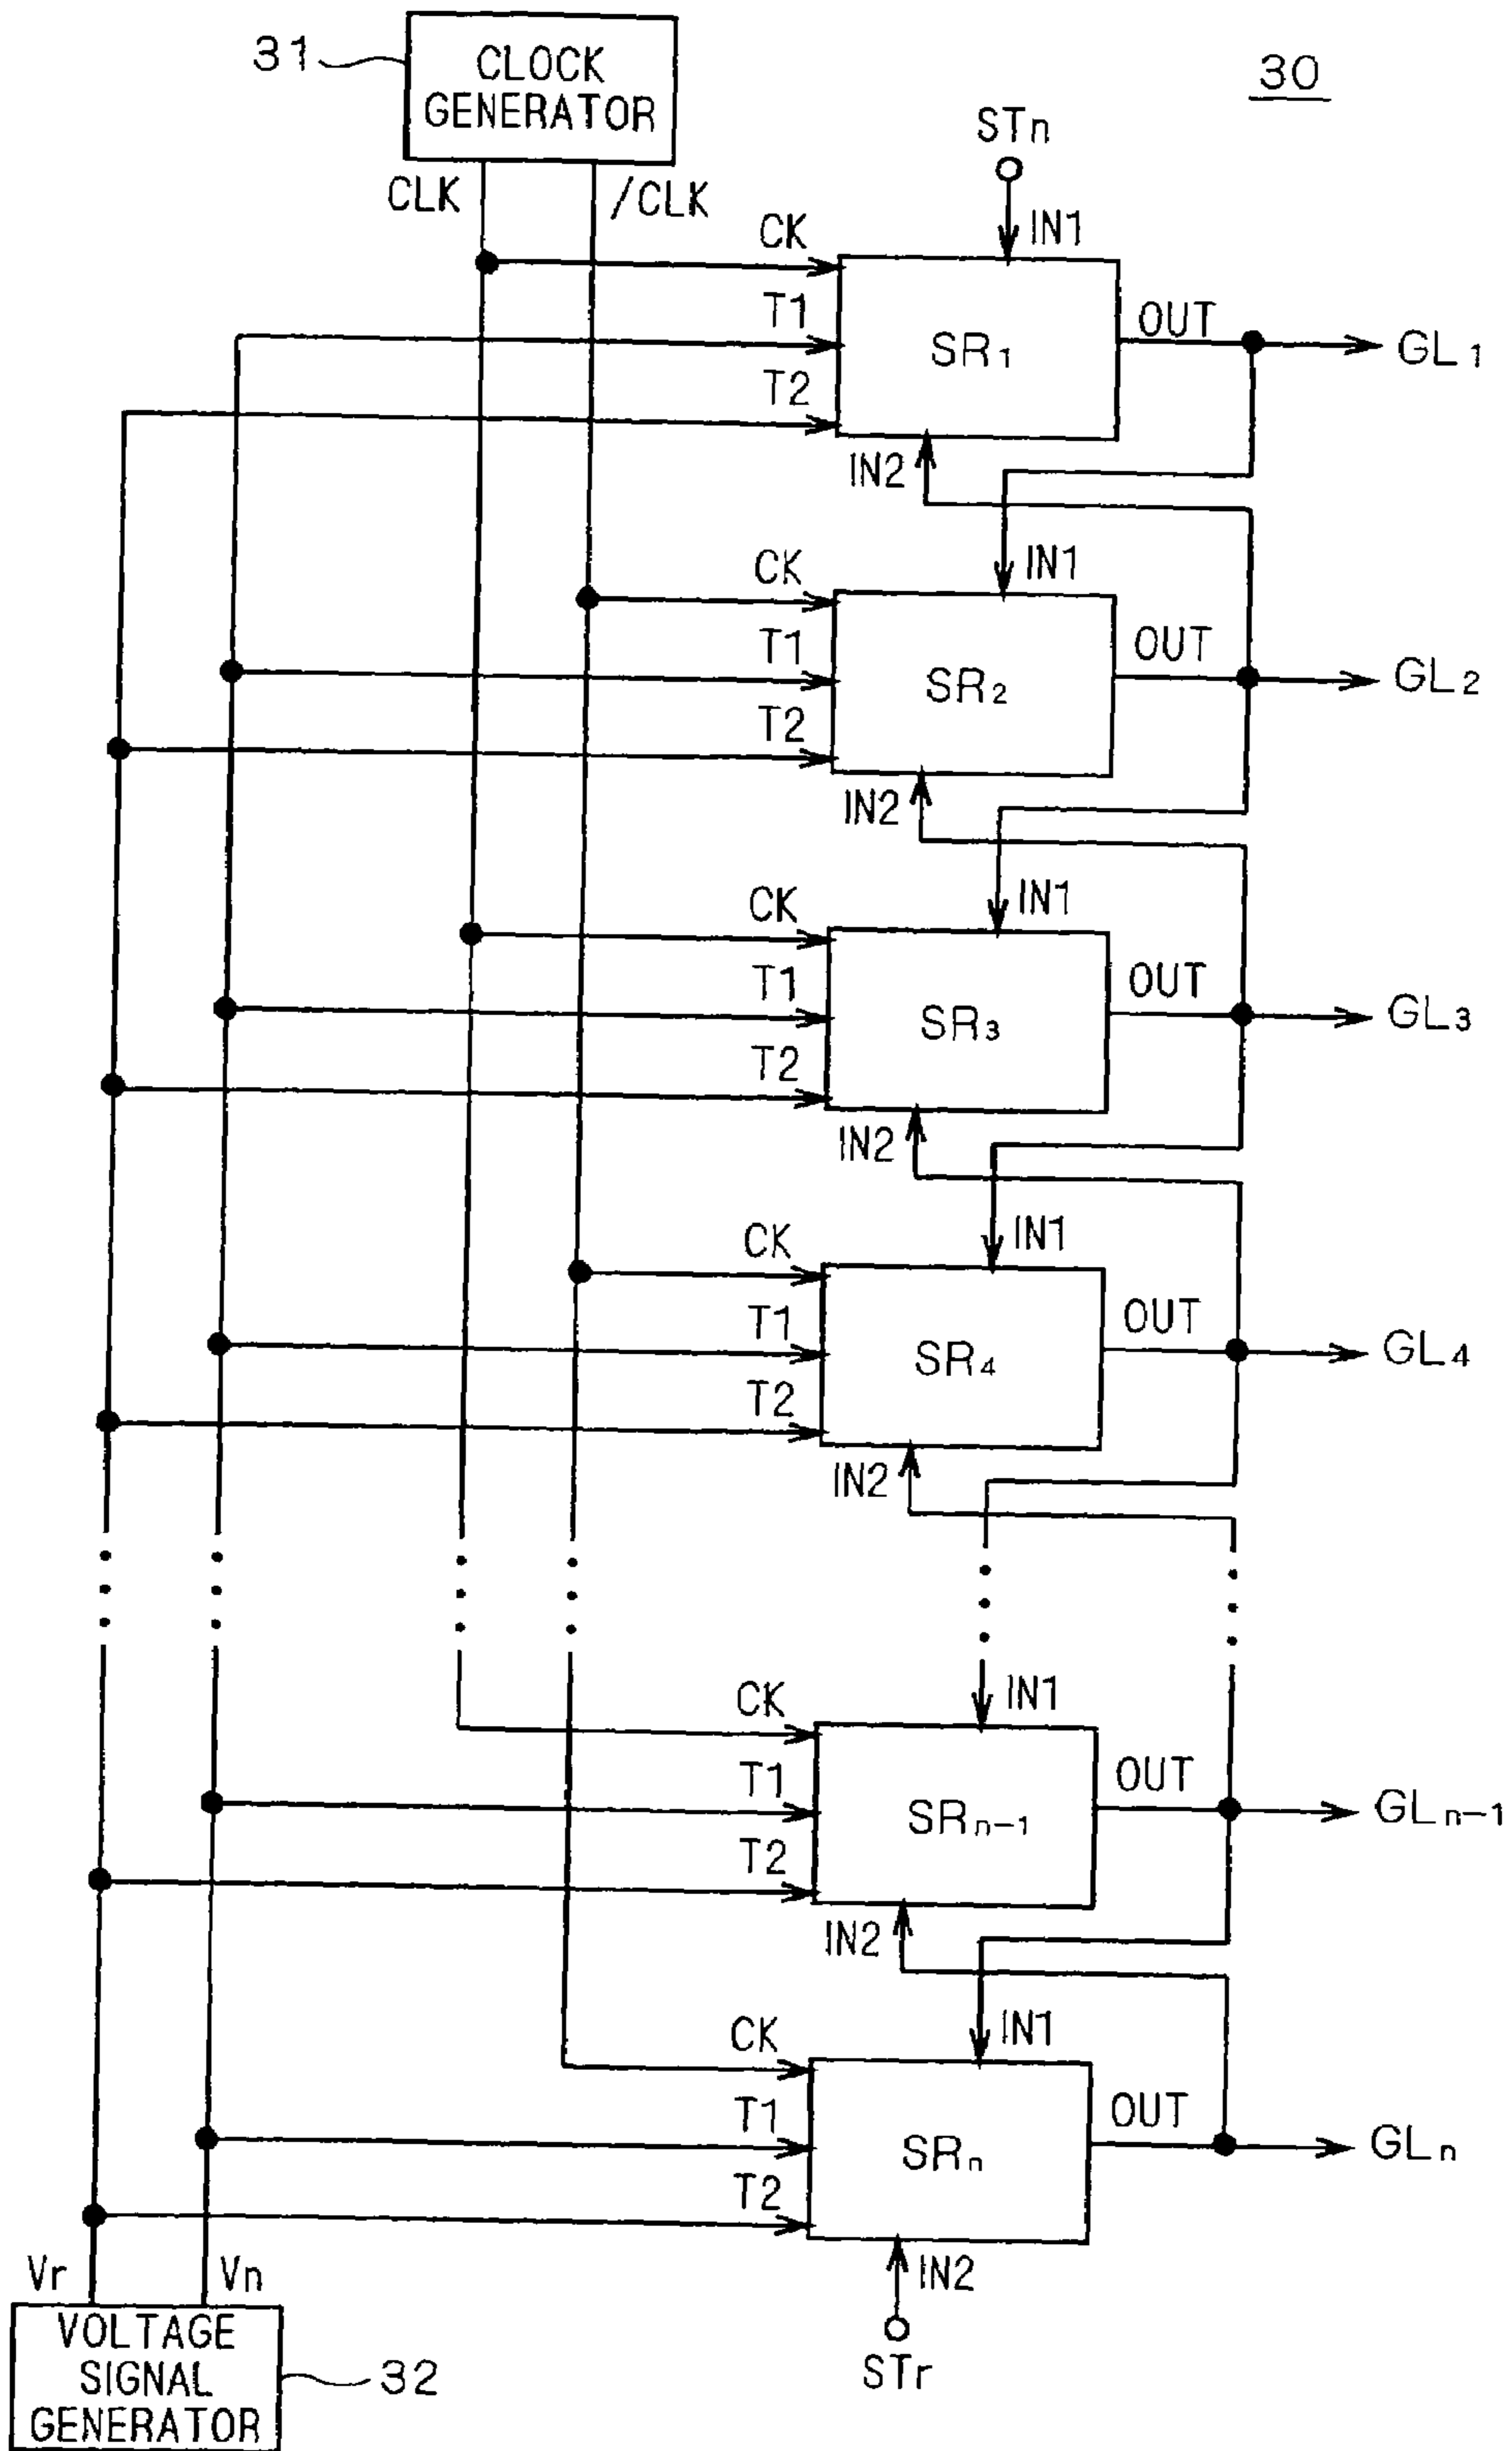 31
CLOCK
GENERATOR
30
CLK
/CLK
STn
IN1
CK
T1
T2
SR1
OUT
GL1
IN2
IN1
CK
T1
T2
SR2
OUT
GL2
IN2
IN1
CK
T1
T2
SR3
OUT
GL3
IN2
IN1
CK
T1
T2
SR4
OUT
GL4
IN2
IN1
CK
T1
T2
SRn-1
OUT
GLn-1
IN2
IN1
CK
T1
T2
SRn
OUT
GLn
IN2
STr
Vr
Vn
VOLTAGE
SIGNAL
GENERATOR
32